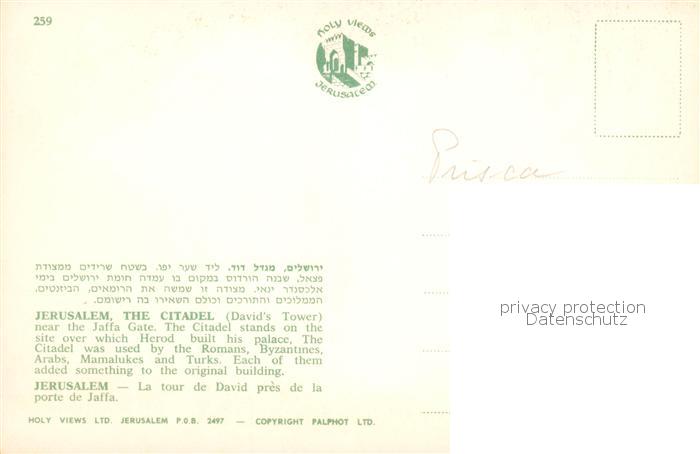 259
HOLY VIEWS
JERUSALEM
Prisca
privacy protection
Datenschutz
ירושלים, מגדל דוד. ליד שער יפו. בשטח שרידים ממצודת
פצאל, שבנה הורדוס במקום בו עמדה חומת ירושלים בימי
אלכסנדר ינאי. מצודה זו שמשה את הרומאים, הביזנטים,
הממלוכים והתורכים וכולם השאירו בה רישומם.
JERUSALEM, THE CITADEL (David's Tower)
near the Jaffa Gate. The Citadel stands on the
site over which Herod built his palace, The
Citadel was used by the Romans, Byzantines,
Arabs, Mamalukes and Turks. Each of them
added something to the original building.
JERUSALEM — La tour de David près de la
porte de Jaffa.
HOLY VIEWS LTD. JERUSALEM P.O.B. 2497 — COPYRIGHT PALPHOT LTD.